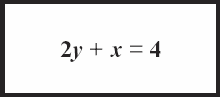 2y + x = 4